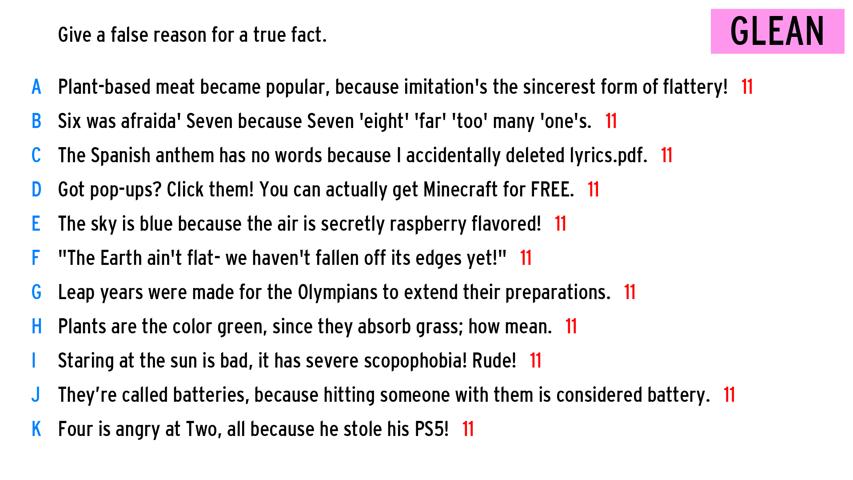 Give a false reason for a true fact.
GLEAN
A Plant-based meat became popular, because imitation's the sincerest form of flattery! 11
B Six was afraida' Seven because Seven 'eight' 'far' 'too' many 'one's. 11
C The Spanish anthem has no words because I accidentally deleted lyrics.pdf. 11
D Got pop-ups? Click them! You can actually get Minecraft for FREE. 11
E The sky is blue because the air is secretly raspberry flavored! 11
F "The Earth ain't flat- we haven't fallen off its edges yet!" 11
G Leap years were made for the Olympians to extend their preparations. 11
H Plants are the color green, since they absorb grass; how mean. 11
I Staring at the sun is bad, it has severe scopophobia! Rude! 11
J They’re called batteries, because hitting someone with them is considered battery. 11
K Four is angry at Two, all because he stole his PS5! 11